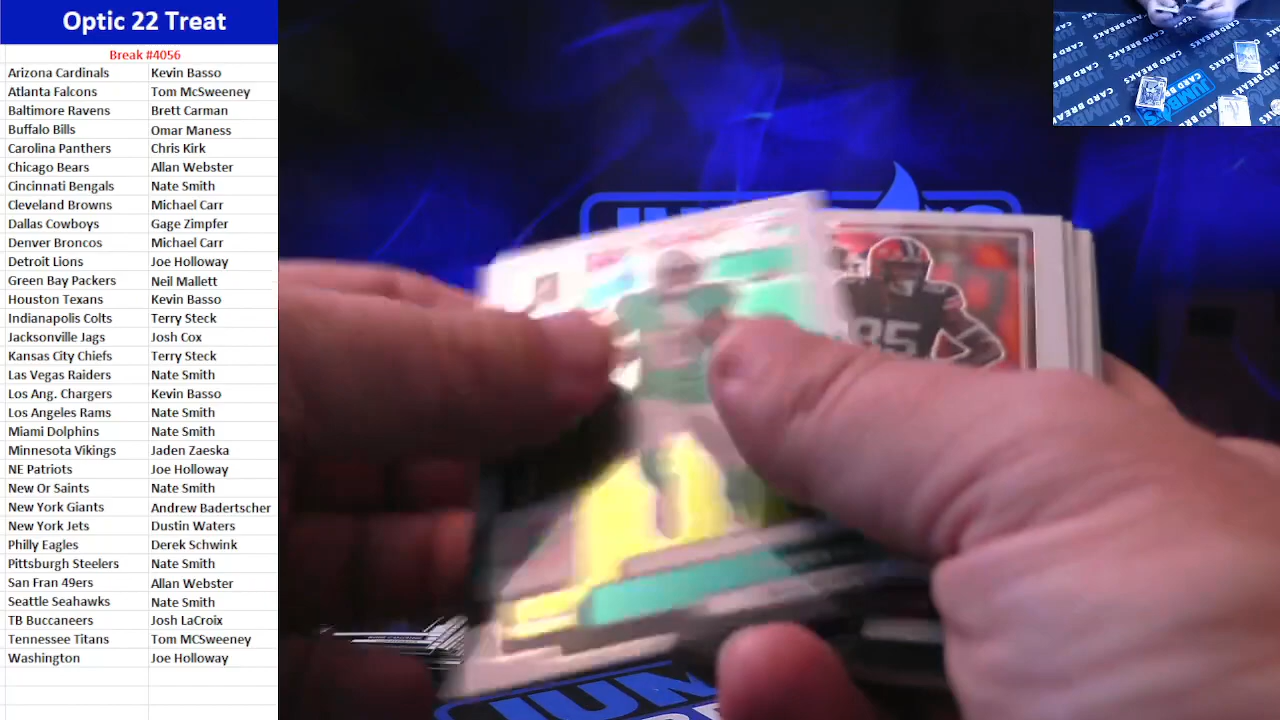 Optic 22 Treat
Break #4056
Arizona Cardinals Kevin Basso
Atlanta Falcons Tom McSweeney
Baltimore Ravens Brett Carman
Buffalo Bills Omar Maness
Carolina Panthers Chris Kirk
Chicago Bears Allan Webster
Cincinnati Bengals Nate Smith
Cleveland Browns Michael Carr
Dallas Cowboys Gage Zimpfer
Denver Broncos Michael Carr
Detroit Lions Joe Holloway
Green Bay Packers Neil Mallett
Houston Texans Kevin Basso
Indianapolis Colts Terry Steck
Jacksonville Jags Josh Cox
Kansas City Chiefs Terry Steck
Las Vegas Raiders Nate Smith
Los Ang. Chargers Kevin Basso
Los Angeles Rams Nate Smith
Miami Dolphins Nate Smith
Minnesota Vikings Jaden Zaeska
NE Patriots Joe Holloway
New Or Saints Nate Smith
New York Giants Andrew Badertscher
New York Jets Dustin Waters
Philly Eagles Derek Schwink
Pittsburgh Steelers Nate Smith
San Fran 49ers Allan Webster
Seattle Seahawks Nate Smith
TB Buccaneers Josh LaCroix
Tennessee Titans Tom MCSweeney
Washington Joe Holloway
85
JUMBO'S
CARD BREAKS